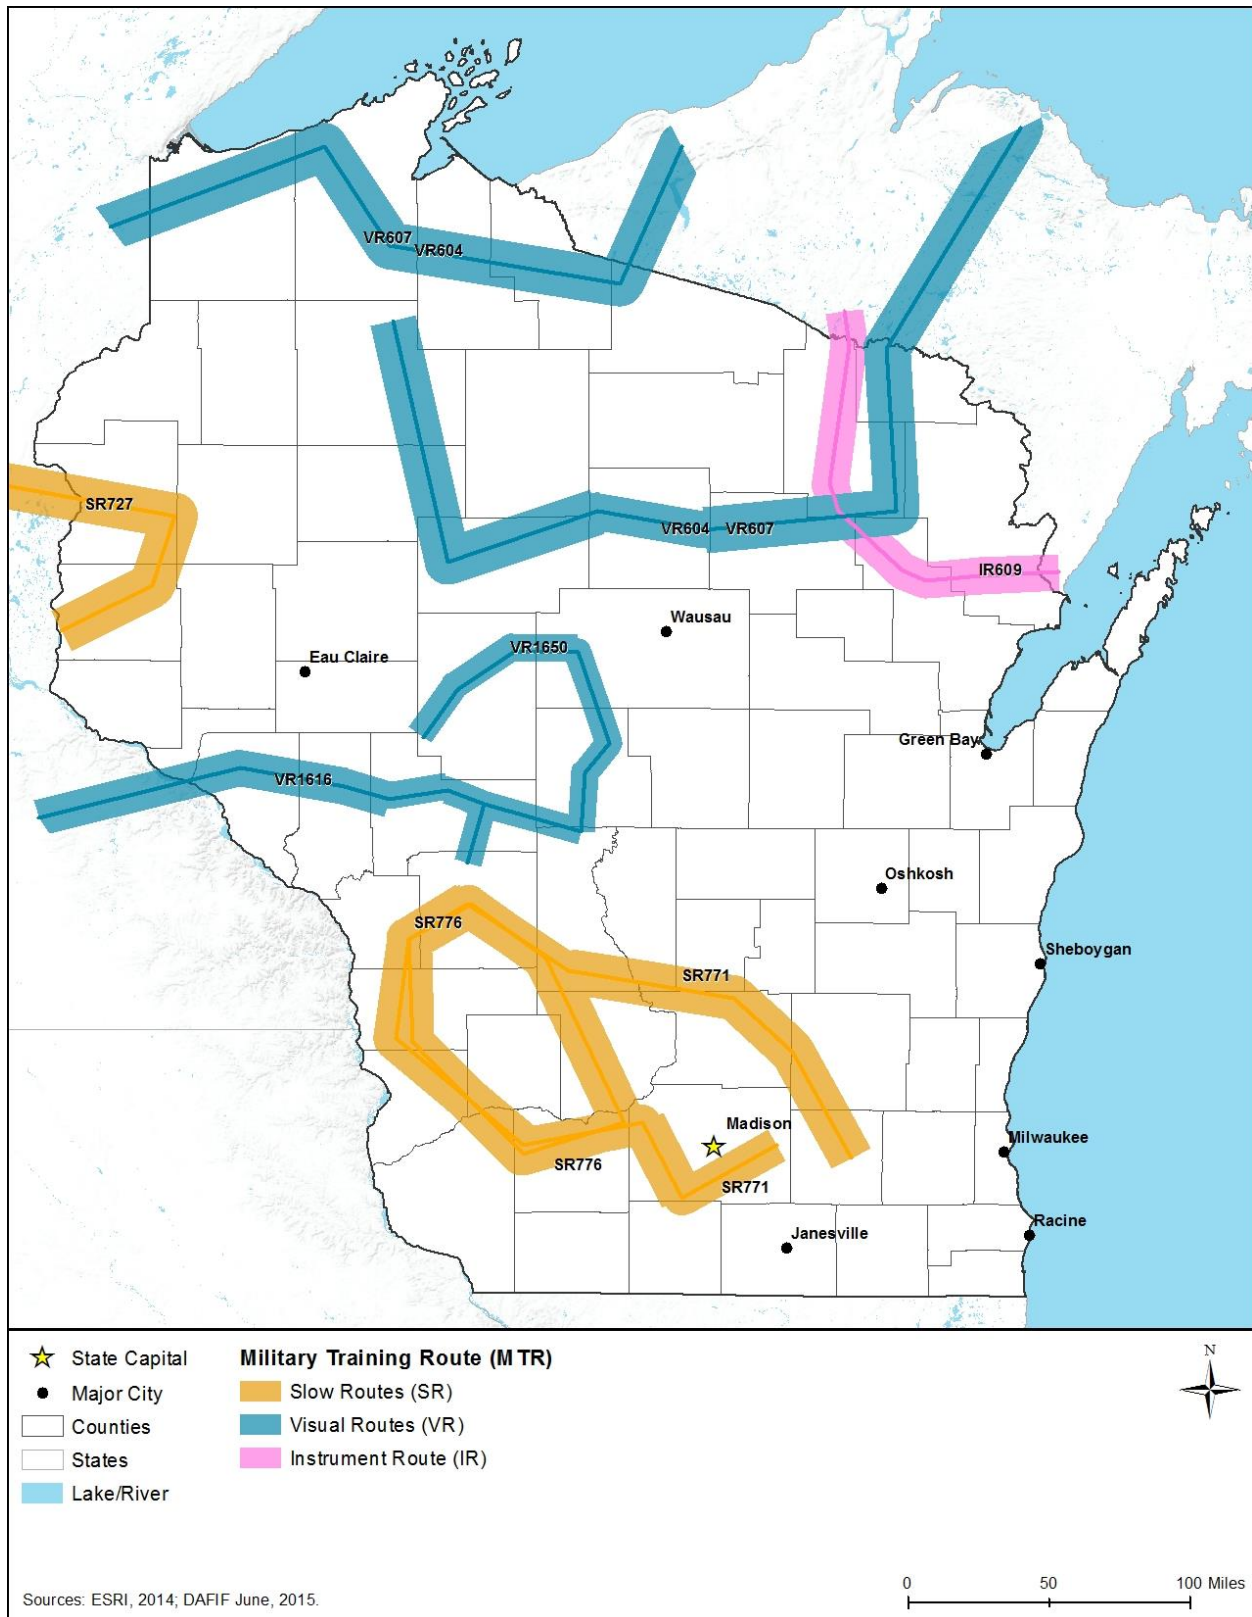 VR607
VR604
SR727
VR604
VR607
IR609
Wausau
VR1650
Eau Claire
Green Bay
VR1616
Oshkosh
SR776
Sheboygan
SR771
Madison
Milwaukee
SR776
SR771
Racine
Janesville
State Capital
Major City
Counties
States
Lake/River
Military Training Route (MTR)
Slow Routes (SR)
Visual Routes (VR)
Instrument Route (IR)
N
0 50 100 Miles
Sources: ESRI, 2014; DAFIF June, 2015.